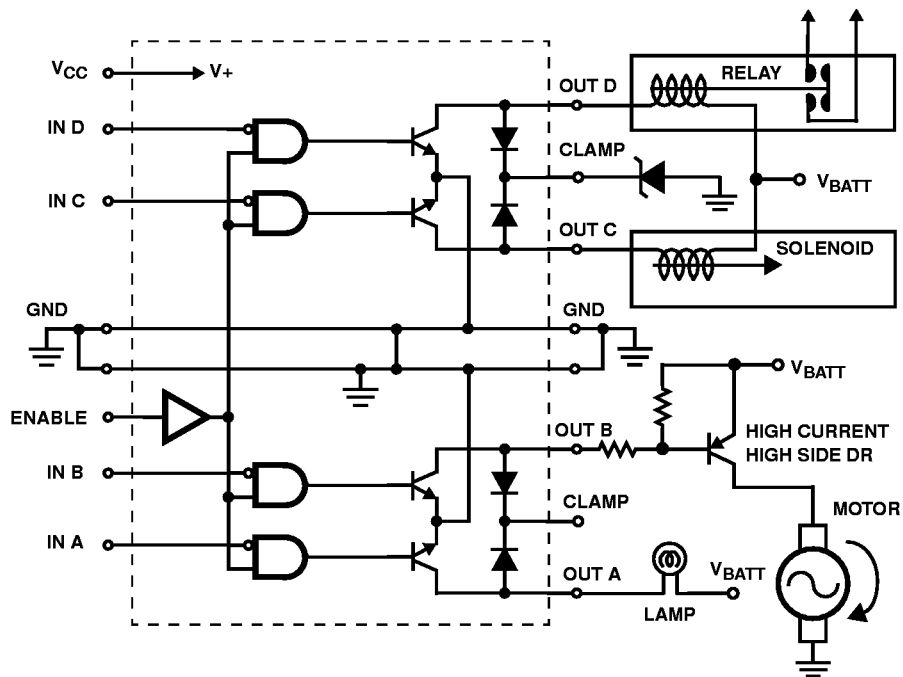 VCC
V+
OUT D
RELAY
IN D
CLAMP
VBATT
IN C
OUT C
SOLENOID
GND
GND
VBATT
ENABLE
OUT B
HIGH CURRENT
HIGH SIDE DR
IN B
CLAMP
MOTOR
IN A
OUT A
VBATT
LAMP